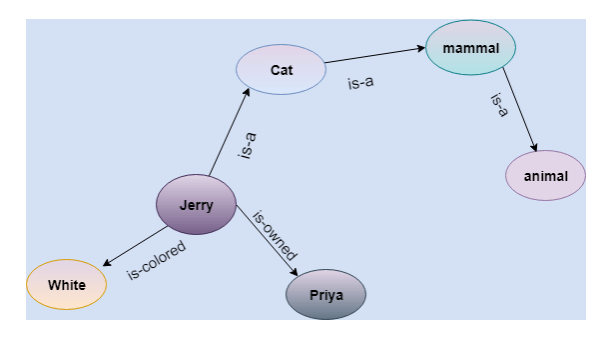 mammal
Cat
is-a
is-a
is-a
animal
Jerry
is-owned
is-colored
White
Priya